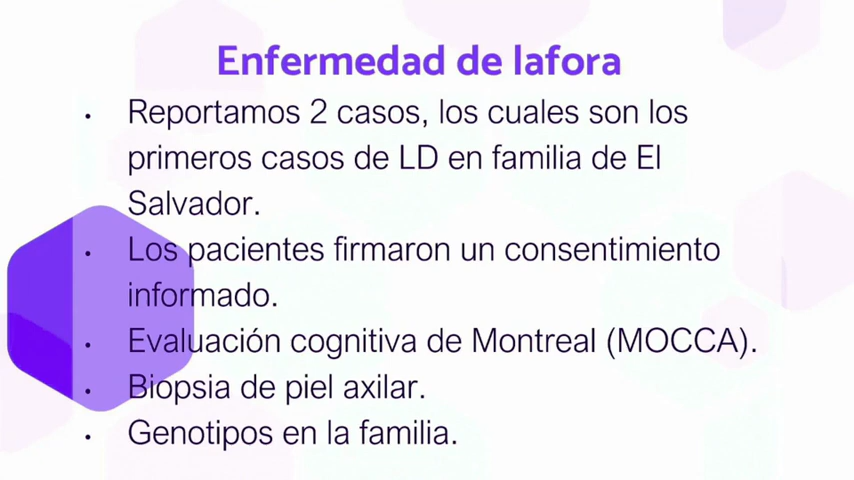 Enfermedad de lafora
• Reportamos 2 casos, los cuales son los
primeros casos de LD en familia de El
Salvador.
• Los pacientes firmaron un consentimiento
informado.
• Evaluación cognitiva de Montreal (MOCCA).
• Biopsia de piel axilar.
• Genotipos en la familia.